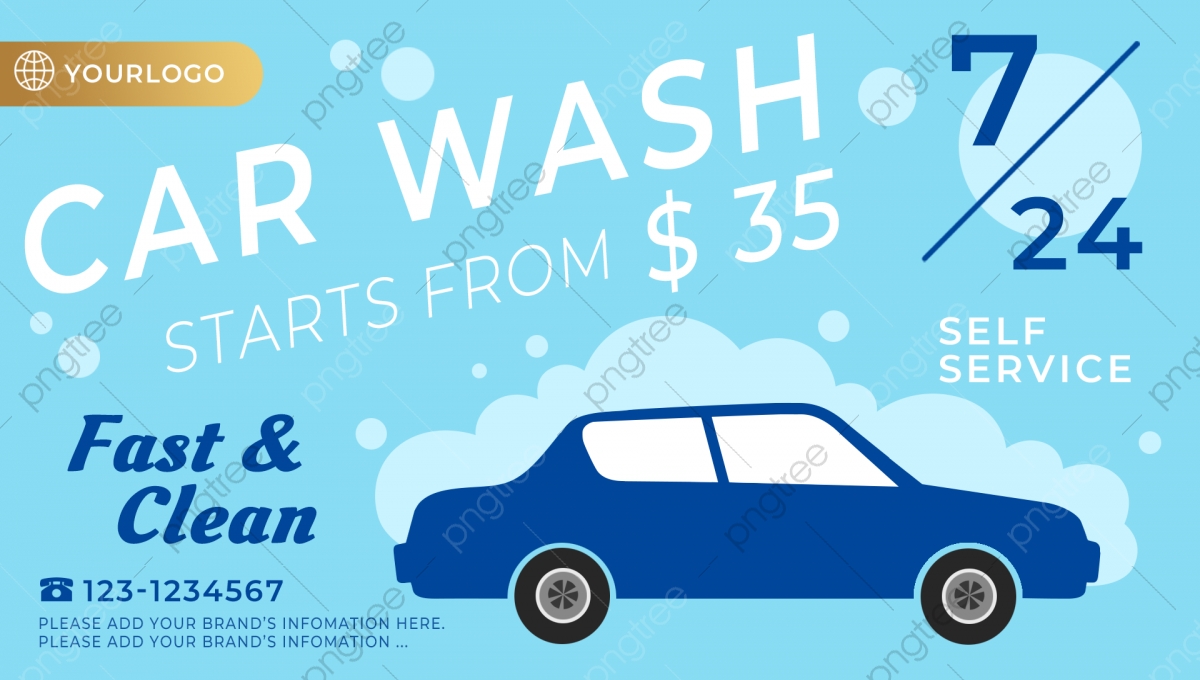 YOURLOGO
CAR WASH
STARTS FROM $ 35
7/24
SELF
SERVICE
Fast &
Clean
123-1234567
PLEASE ADD YOUR BRAND'S INFOMATION HERE.
PLEASE ADD YOUR BRAND'S INFOMATION ...
pngtree